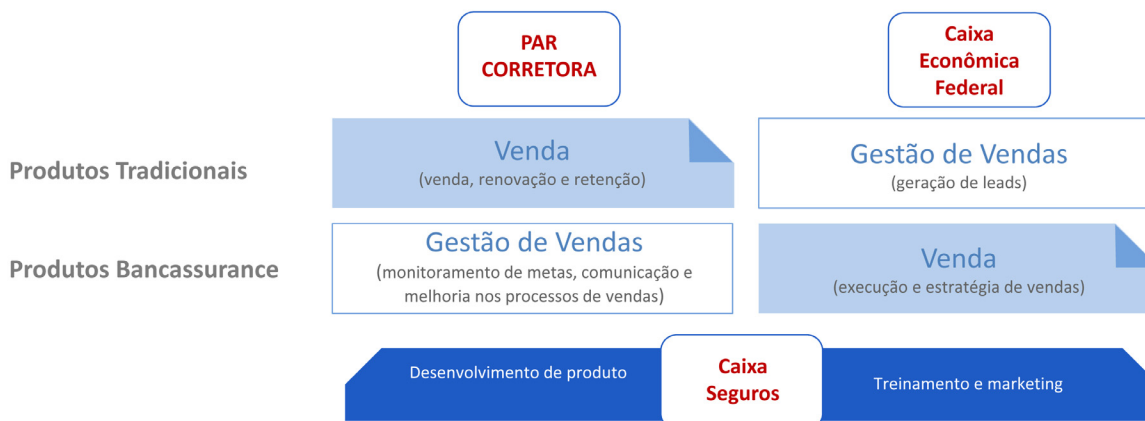 PAR
CORRETORA
Caixa
Econômica
Federal
Produtos Tradicionais
Venda
(venda, renovação e retenção)
Gestão de Vendas
(geração de leads)
Produtos Bancassurance
Gestão de Vendas
(monitoramento de metas, comunicação e
melhoria nos processos de vendas)
Venda
(execução e estratégia de vendas)
Desenvolvimento de produto
Caixa
Seguros
Treinamento e marketing